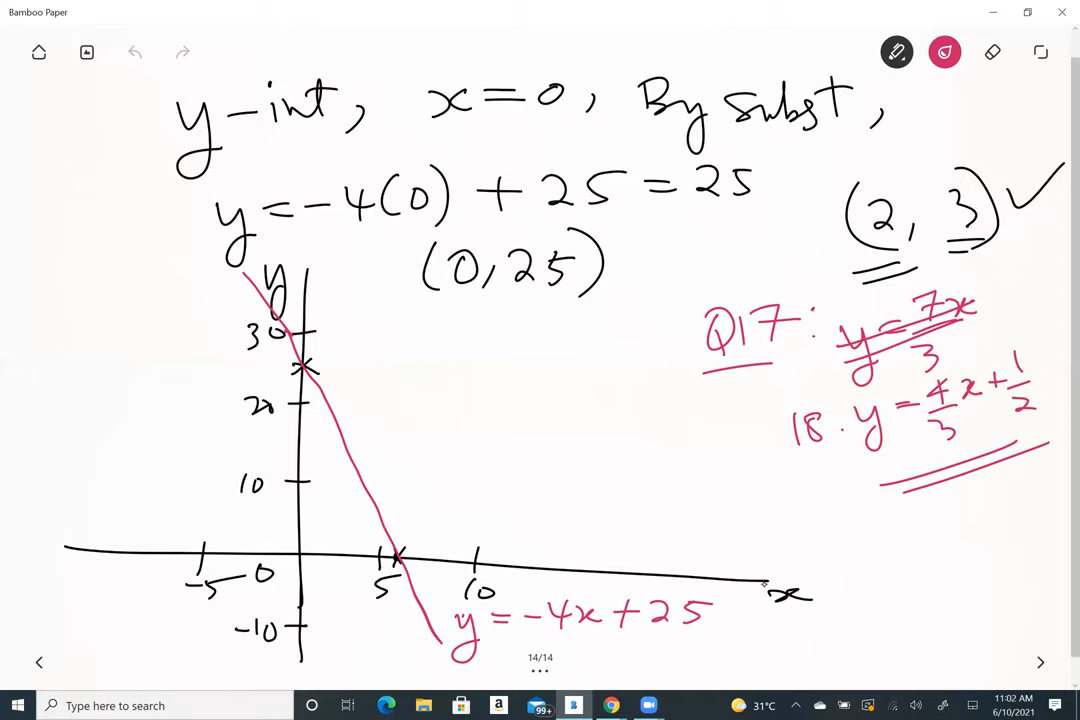 Bamboo Paper
y-int, x=0, By subst,
y=-4(0)+25=25
(2, 3)✓
(0,25)
y
30
20
10
-5 0 5 10 x
-10
y=-4x+25
Q17: y=7x/3
18. y=4/3x+1/2
14/14
Type here to search
99+
31°C
11:02 AM
6/10/2021